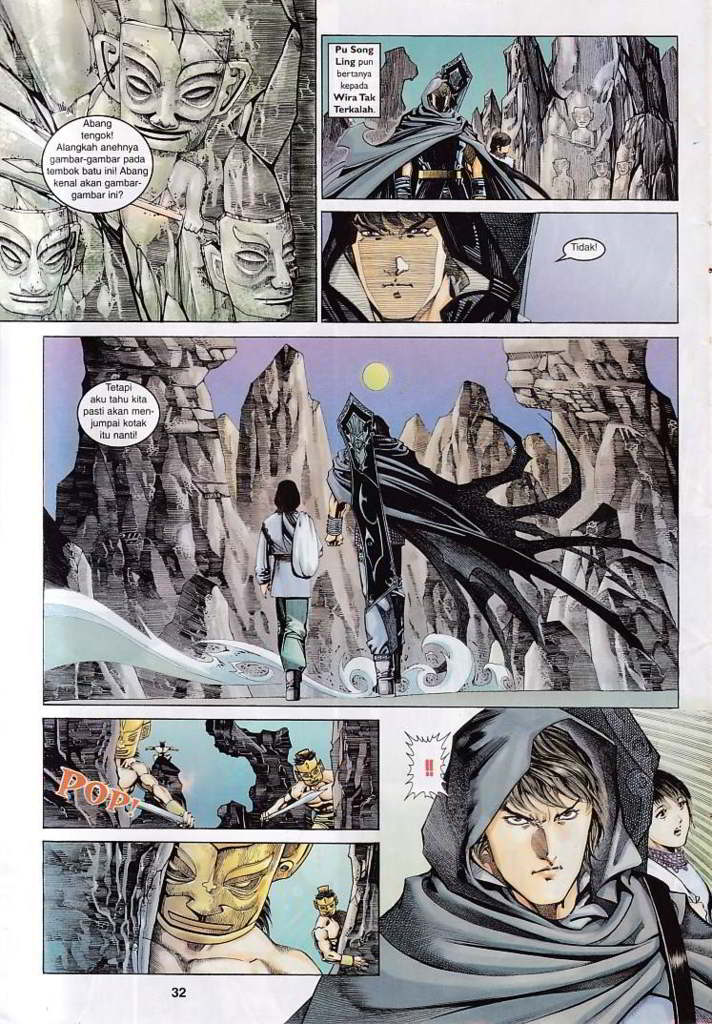 Abang
tengok!
Alangkah anehnya
gambar-gambar pada
tembok batu ini! Abang
kenal akan gambar-
gambar ini?
Pu Song
Ling pun
bertanya
kepada
Wira Tak
Terkalah.
Tidak!
Tetapi
aku tahu kita
pasti akan men-
jumpai kotak
itu nanti!
POP!
!!
32